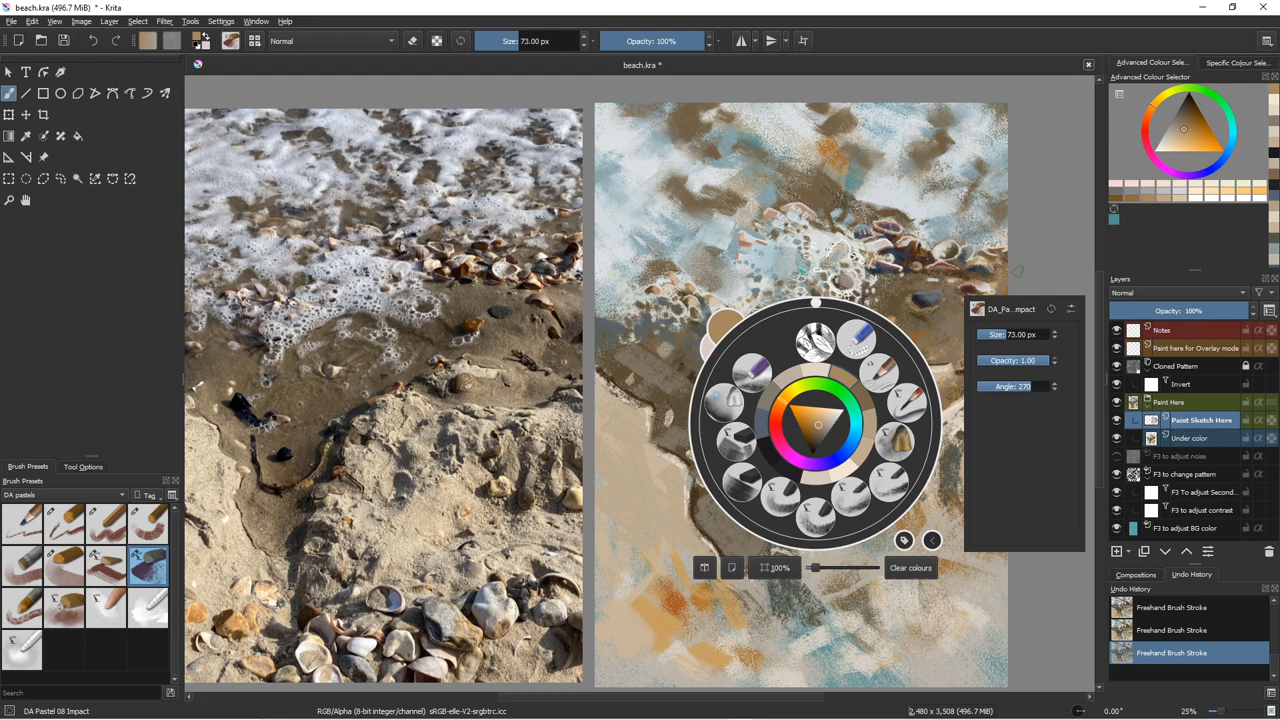 beach.kra (496.7 MiB) * - Krita
File Edit View Image Layer Select Filter Tools Settings Window Help
Normal
Size: 73.00 px
Opacity: 100%
beach.kra *
Advanced Colour Sele...
Specific Colour Sele...
Advanced Colour Selector
DA_Pa...mpact
Size: 73.00 px
Opacity: 1.00
Angle: 270
100%
Clear colours
Layers
Normal
Opacity: 100%
Notes
Paint here for Overlay mode
Cloned Pattern
Invert
Paint Here
Paint Sketch Here
Under color
F3 to adjust noise
F3 to change pattern
F3 To adjust Second...
F3 to adjust contrast
F3 to adjust BG color
Compositions
Undo History
Undo History
Freehand Brush Stroke
Freehand Brush Stroke
Freehand Brush Stroke
Brush Presets
Tool Options
Brush Presets
DA pastels
Tag
Search
DA Pastel 08 Impact
RGB/Alpha (8-bit integer/channel) sRGB-elle-V2-srgbtrc.icc
2,480 x 3,508 (496.7 MiB)
0.00°
25%